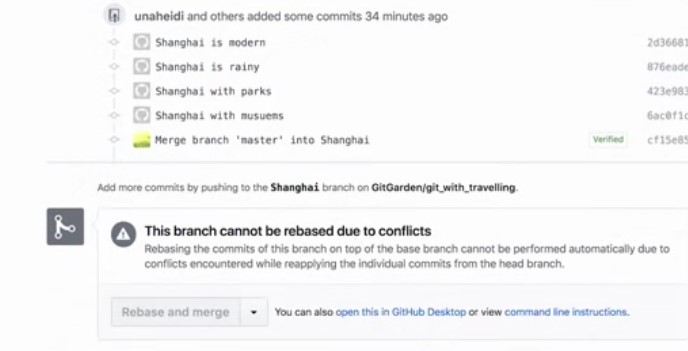 unaheidi and others added some commits 34 minutes ago
Shanghai is modern 2d36681
Shanghai is rainy 876eade
Shanghai with parks 423e983
Shanghai with musuems 6ac0f1c
Merge branch 'master' into Shanghai Verified cf15e85
Add more commits by pushing to the Shanghai branch on GitGarden/git_with_travelling.
This branch cannot be rebased due to conflicts
Rebasing the commits of this branch on top of the base branch cannot be performed automatically due to
conflicts encountered while reapplying the individual commits from the head branch.
Rebase and merge You can also open this in GitHub Desktop or view command line instructions.